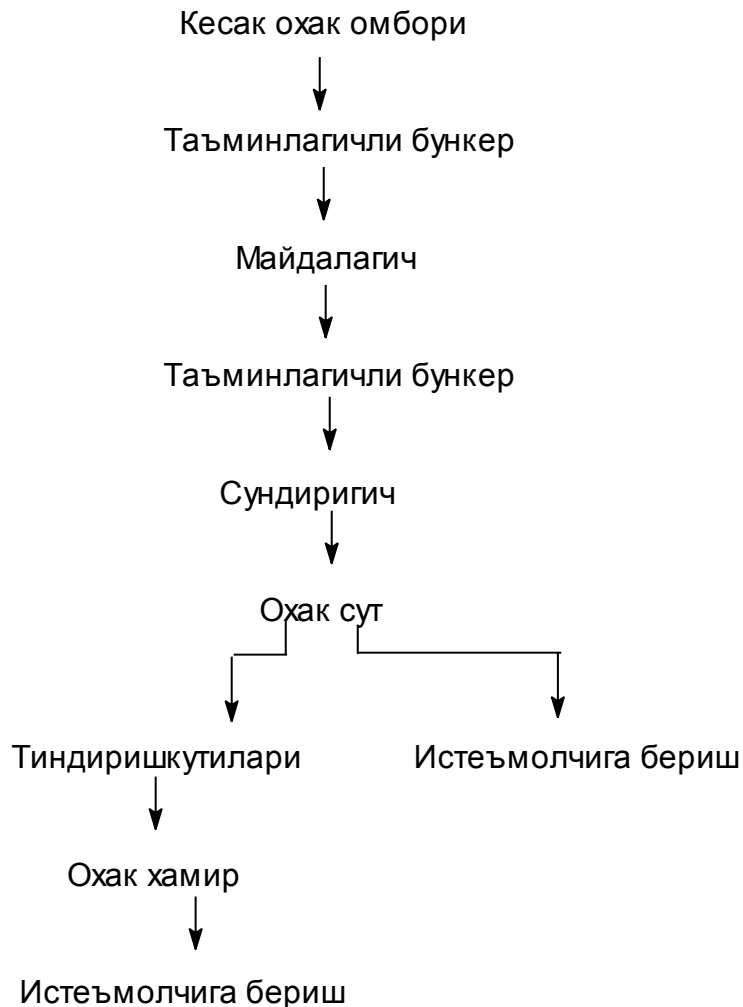 Кесак охак омбори
Таъминлагичли бункер
Майдалагич
Таъминлагичли бункер
Сундиригич
Охак сут
Тиндиришкутилари
Истеъмолчига бериш
Охак хамир
Истеъмолчига бериш